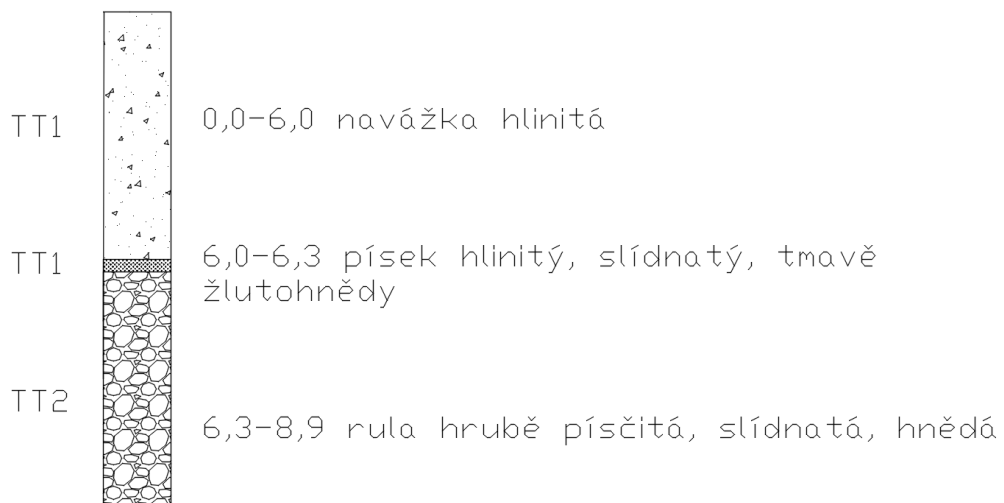 TT1
0,0-6,0 navážka hlinitá
TT1
6,0-6,3 písek hlinitý, slídnatý, tmavě
žlutohnědy
TT2
6,3-8,9 rula hrubě písčitá, slídnatá, hnědá